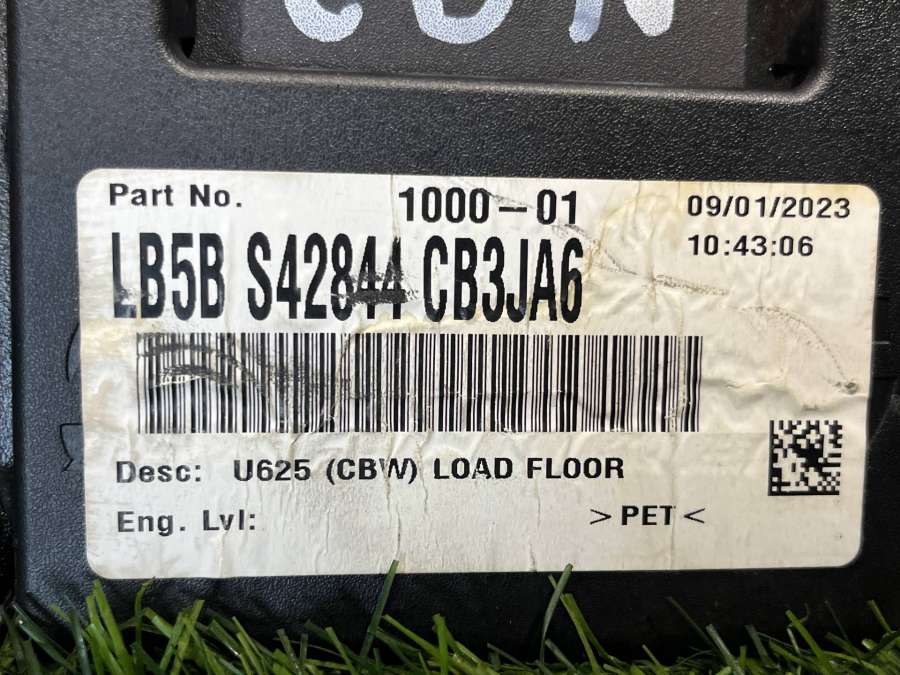 Part No. 1000-01 09/01/2023
10:43:06
LB5B S42844 CB3JA6
Desc: U625 (CBW) LOAD FLOOR
Eng. Lvl: >PET<